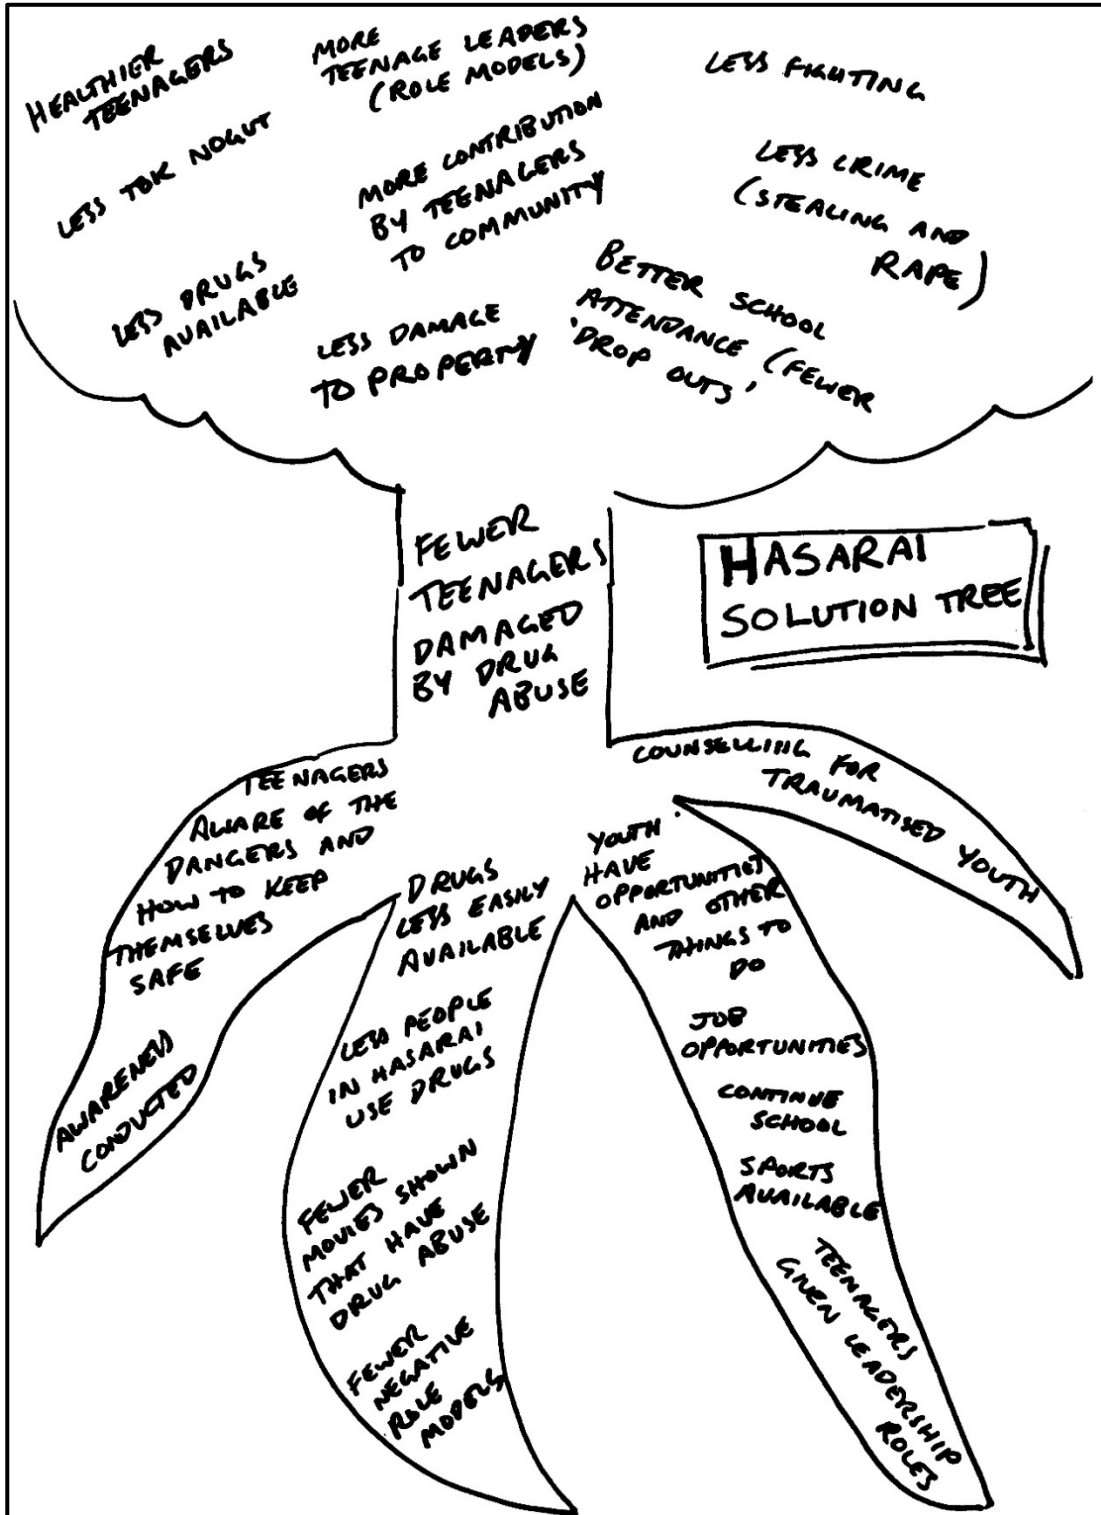 HEALTHIER
TEENAGERS
MORE
TEENAGE LEADERS
(ROLE MODELS)
LESS FIGHTING
LESS TOK NOGUT
MORE CONTRIBUTION
BY TEENAGERS
TO COMMUNITY
LESS CRIME
(STEALING AND
RAPE)
LESS DRUGS
AVAILABLE
LESS DAMAGE
TO PROPERTY
BETTER SCHOOL
ATTENDANCE (FEWER
'DROP OUTS'
FEWER
TEENAGERS
DAMAGED
BY DRUG
ABUSE
HASARAI
SOLUTION TREE
TEENAGERS
AWARE OF THE
DANGERS AND
HOW TO KEEP
THEMSELVES
SAFE
AWARENESS
CONDUCTED
DRUGS
LESS EASILY
AVAILABLE
LESS PEOPLE
IN HASARAI
USE DRUGS
FEWER
MOVIES SHOWN
THAT HAVE
DRUG ABUSE
FEWER
NEGATIVE
ROLE
MODELS
YOUTH
HAVE
OPPORTUNITIES
AND OTHER
THINGS TO
DO
JOB
OPPORTUNITIES
CONTINUE
SCHOOL
SPORTS
AVAILABLE
TEENAGERS
GIVEN LEADERSHIP
ROLES
COUNSELLING FOR
TRAUMATISED YOUTH